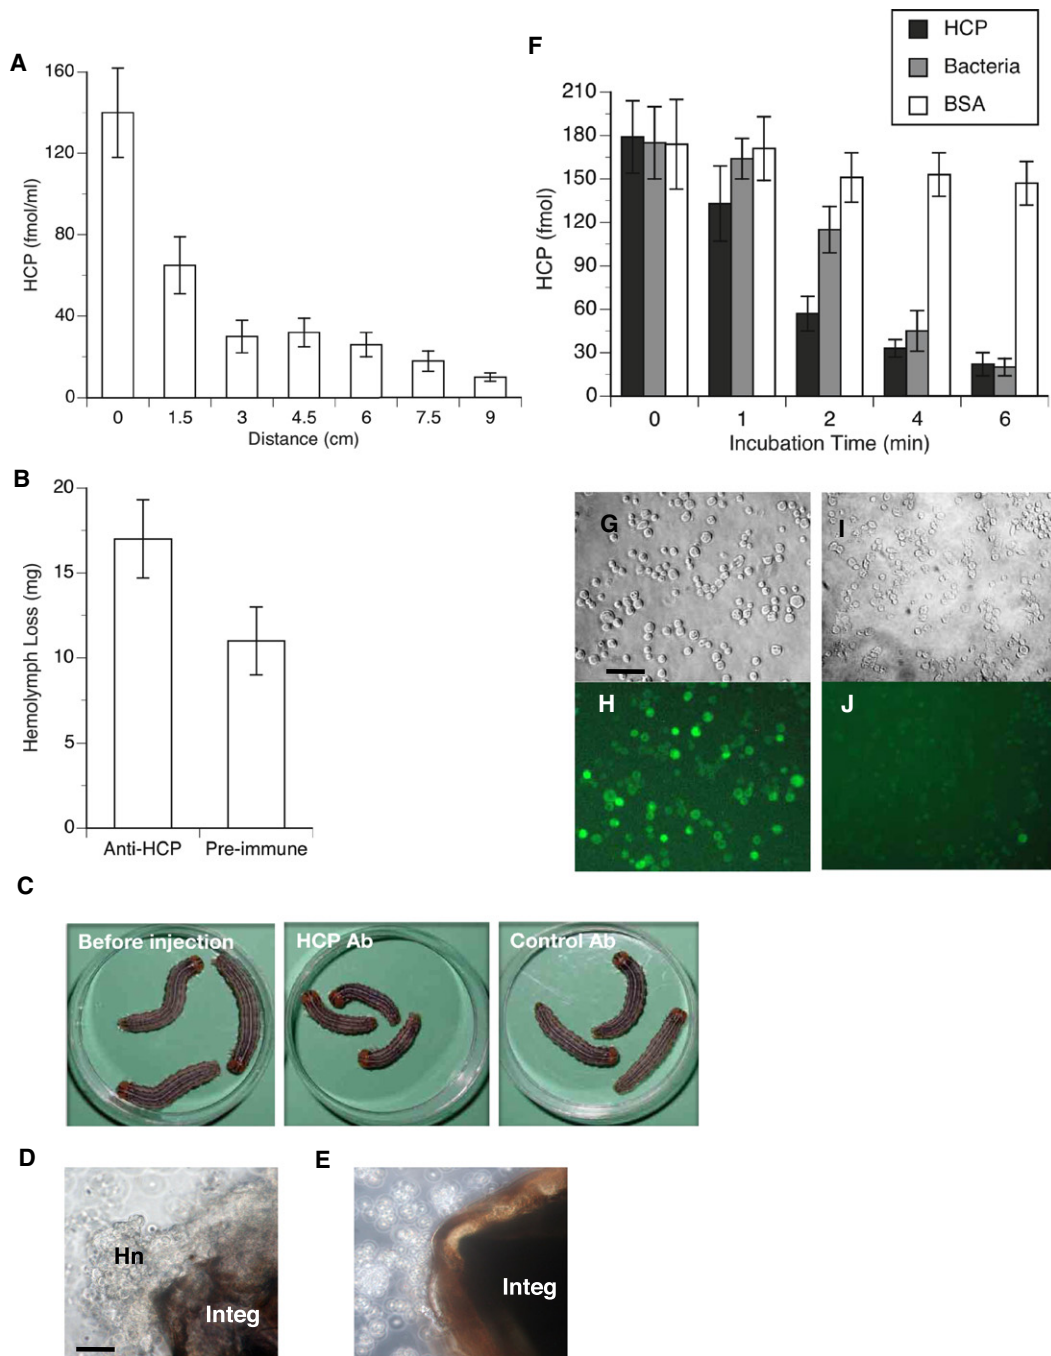 A
160
120
80
40
0
HCP (fmol/ml)
0 1.5 3 4.5 6 7.5 9
Distance (cm)
F
HCP
Bacteria
BSA
210
180
150
120
90
60
30
0
HCP (fmol)
0 1 2 4 6
Incubation Time (min)
B
20
15
10
5
0
Hemolymph Loss (mg)
Anti-HCP Pre-immune
G
I
H
J
C
Before injection
HCP Ab
Control Ab
D
Hn
Integ
E
Integ